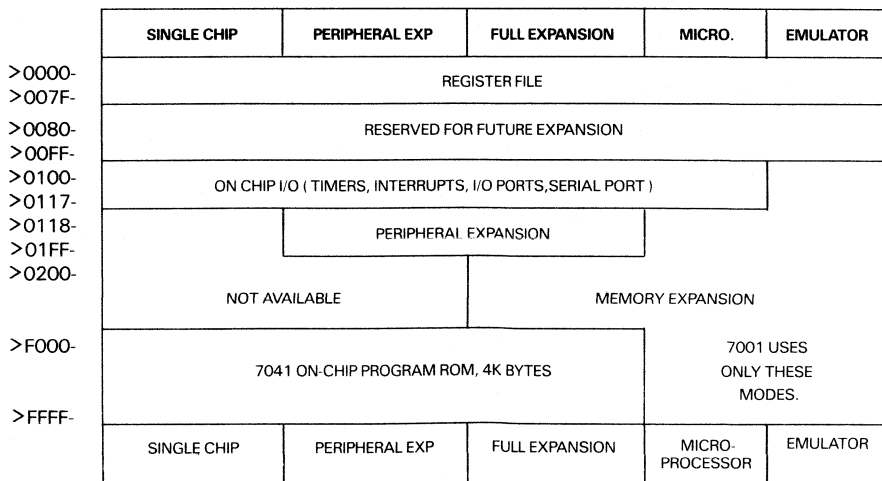 SINGLE CHIP PERIPHERAL EXP FULL EXPANSION MICRO. EMULATOR
>0000-
REGISTER FILE
>007F-
>0080-
RESERVED FOR FUTURE EXPANSION
>00FF-
>0100-
ON CHIP I/O ( TIMERS, INTERRUPTS, I/O PORTS,SERIAL PORT )
>0117-
>0118-
PERIPHERAL EXPANSION
>01FF-
>0200-
NOT AVAILABLE MEMORY EXPANSION
>F000-
7041 ON-CHIP PROGRAM ROM, 4K BYTES
7001 USES
ONLY THESE
MODES.
>FFFF-
SINGLE CHIP PERIPHERAL EXP FULL EXPANSION MICRO-
PROCESSOR EMULATOR